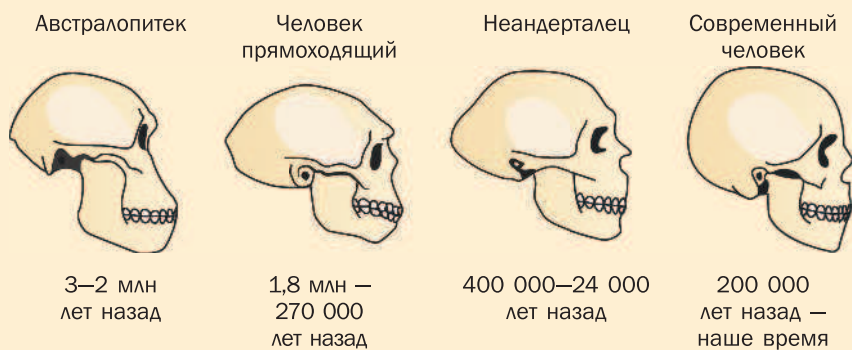 Австралопитек
Человек
прямоходящий
Неандерталец
Современный
человек
3—2 млн
лет назад
1,8 млн —
270 000
лет назад
400 000—24 000
лет назад
200 000
лет назад —
наше время